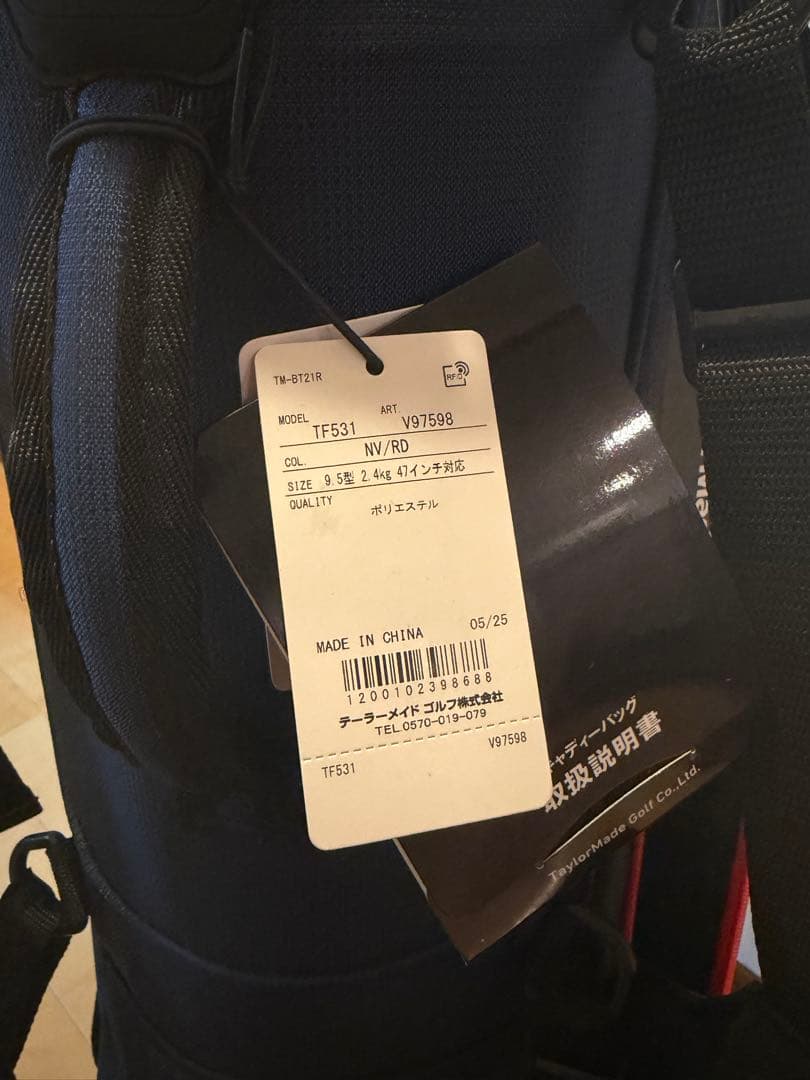 TM-BT21R
RFID
MODEL TF531 ART. V97598
COL. NV/RD
SIZE 9.5型 2.4kg 47インチ対応
QUALITY ポリエステル
MADE IN CHINA 05/25
1200102398688
テーラーメイド ゴルフ株式会社
TEL.0570-019-079
TF531 V97598
キャディーバッグ
取扱説明書
TaylorMade Golf Co.,Ltd.